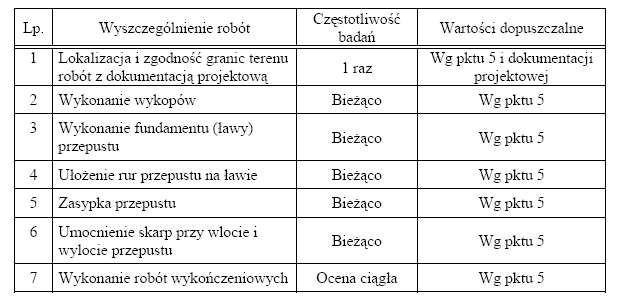 Lp. Wyszczególnienie robót Częstotliwość badań Wartości dopuszczalne
1 Lokalizacja i zgodność granic terenu robót z dokumentacją projektową 1 raz Wg pktu 5 i dokumentacji projektowej
2 Wykonanie wykopów Bieżąco Wg pktu 5
3 Wykonanie fundamentu (ławy) przepustu Bieżąco Wg pktu 5
4 Ułożenie rur przepustu na ławie Bieżąco Wg pktu 5
5 Zasypka przepustu Bieżąco Wg pktu 5
6 Umocnienie skarp przy wlocie i wylocie przepustu Bieżąco Wg pktu 5
7 Wykonanie robót wykończeniowych Ocena ciągła Wg pktu 5